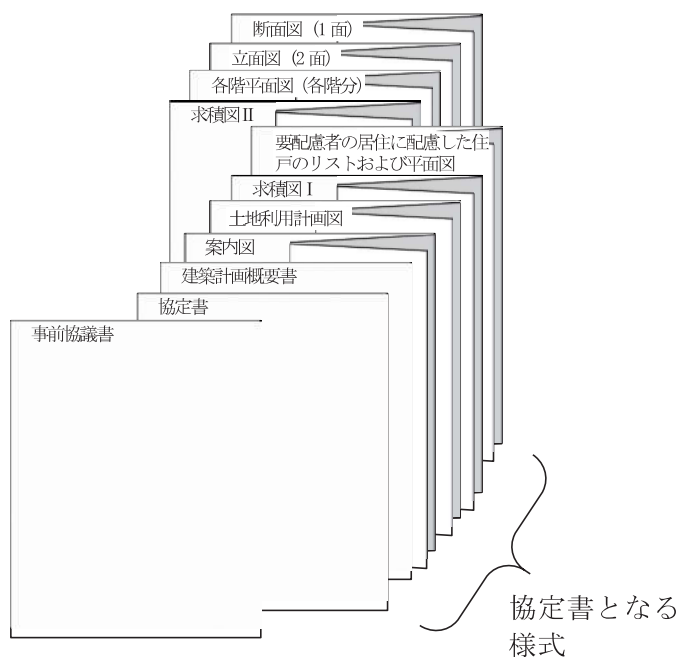 断面図（1 面）
立面図（2 面）
各階平面図（各階分）
求積図Ⅱ
要配慮者の居住に配慮した住
戸のリストおよび平面図
求積図Ⅰ
土地利用計画図
案内図
建築計画概要書
協定書
事前協議書
協定書となる
様式